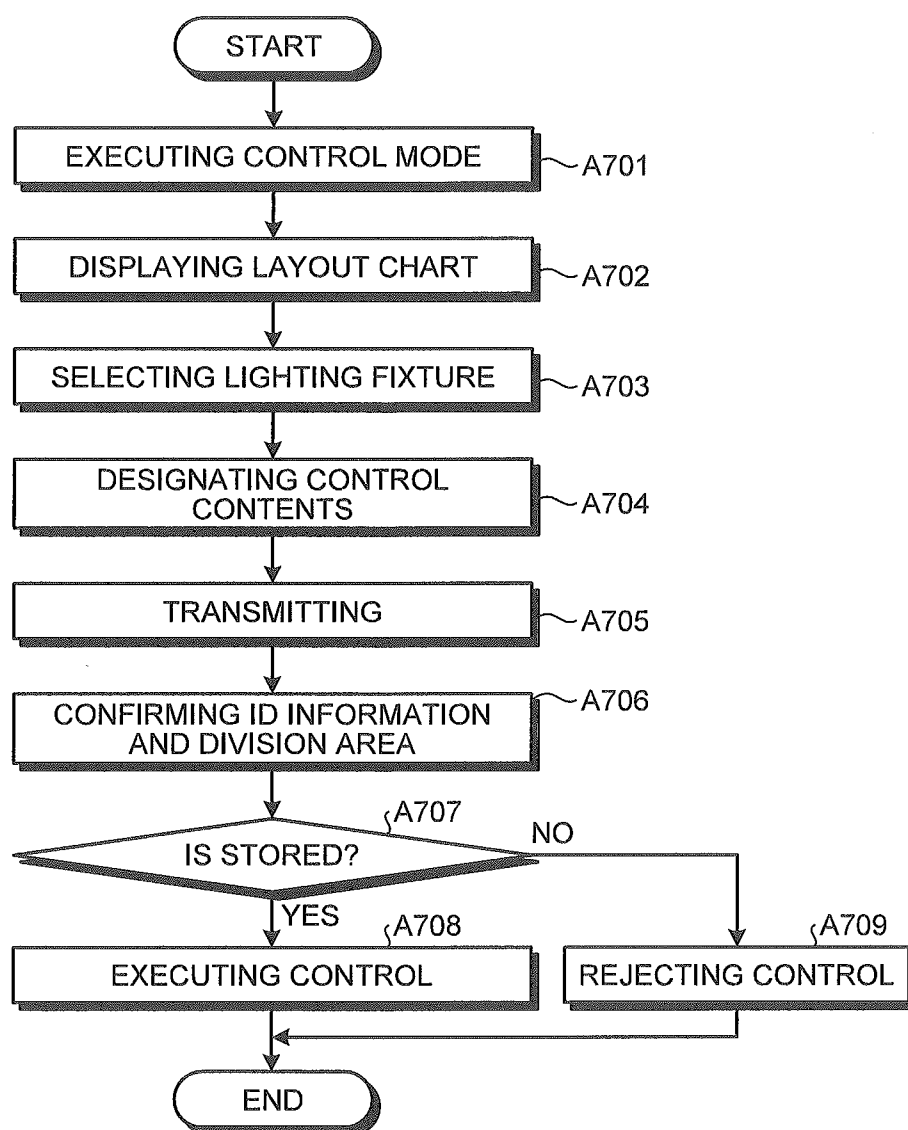 START
EXECUTING CONTROL MODE
A701
DISPLAYING LAYOUT CHART
A702
SELECTING LIGHTING FIXTURE
A703
DESIGNATING CONTROL
CONTENTS
A704
TRANSMITTING
A705
CONFIRMING ID INFORMATION
AND DIVISION AREA
A706
A707
IS STORED?
NO
YES
A708
EXECUTING CONTROL
A709
REJECTING CONTROL
END